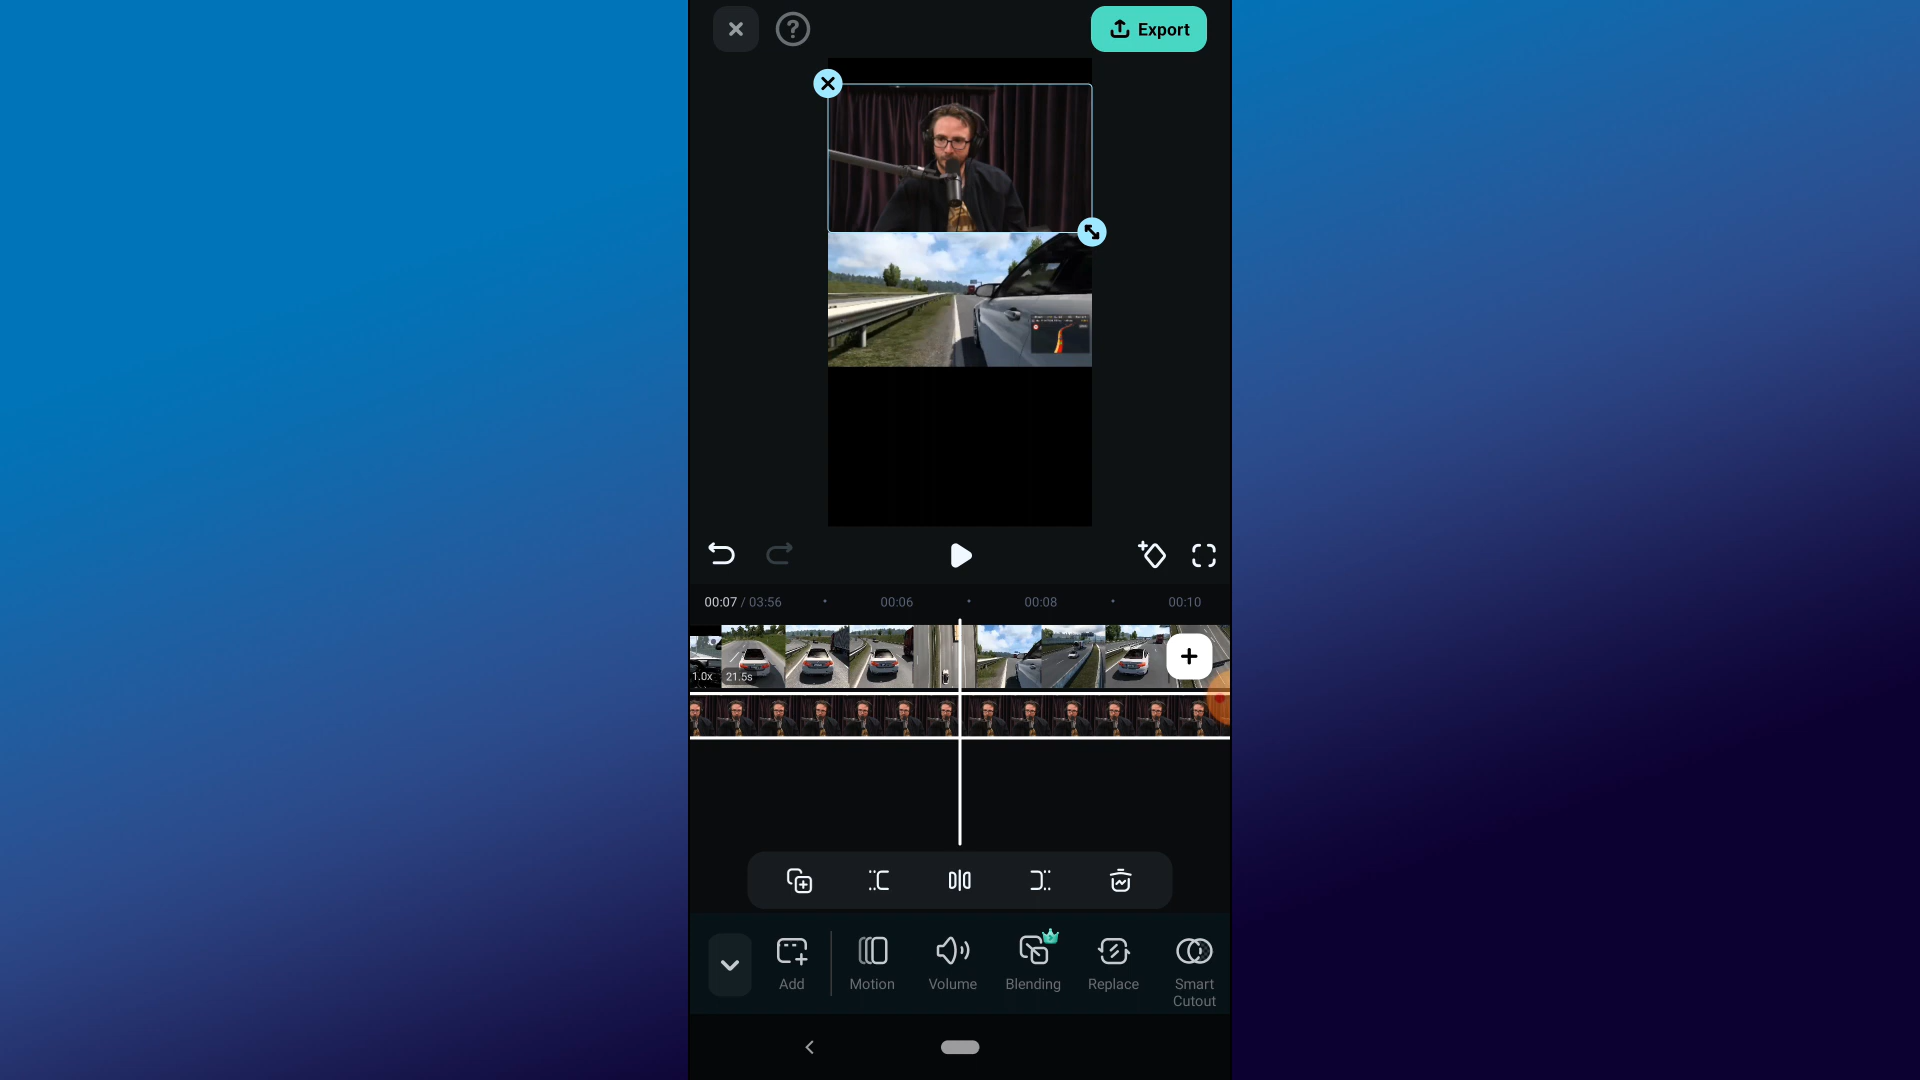 Export
00:07 / 03:56
00:06
00:08
00:10
1.0x
21.5s
Add
Motion
Volume
Blending
Replace
Smart
Cutout